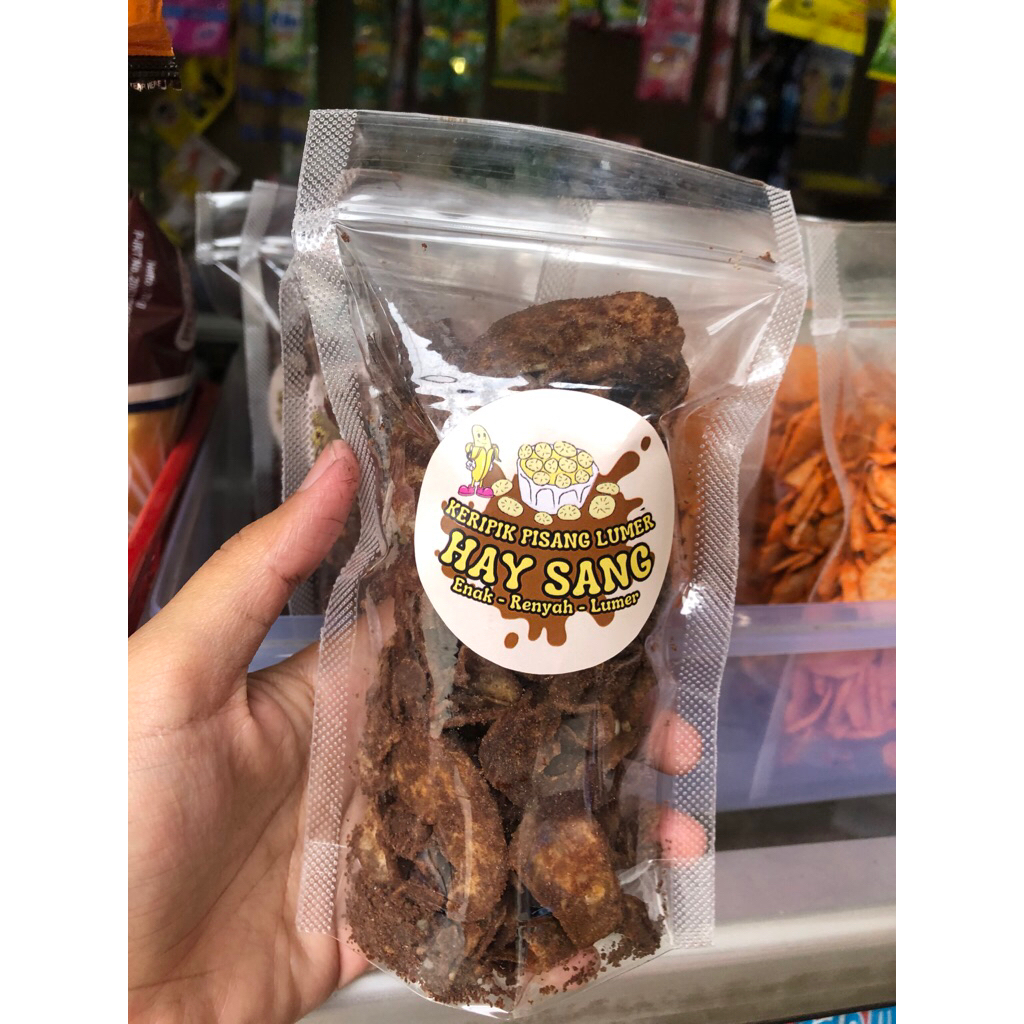 KERIPIK PISANG LUMER
HAY SANG
Enak - Renyah - Lumer